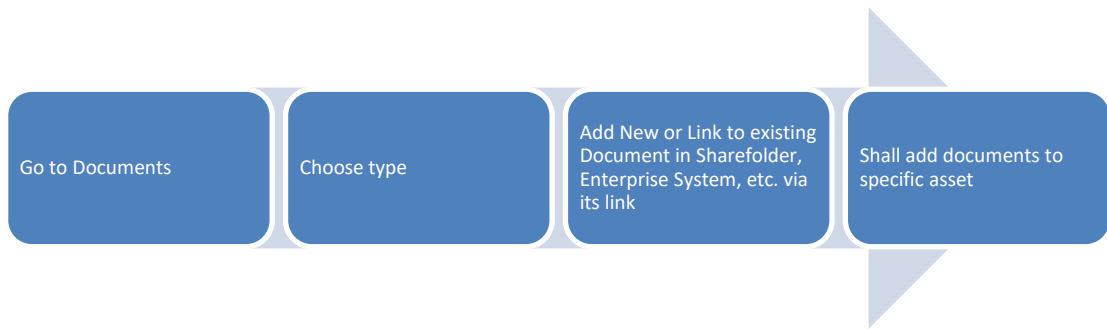 Go to Documents
Choose type
Add New or Link to existing
Document in Sharefolder,
Enterprise System, etc. via
its link
Shall add documents to
specific asset